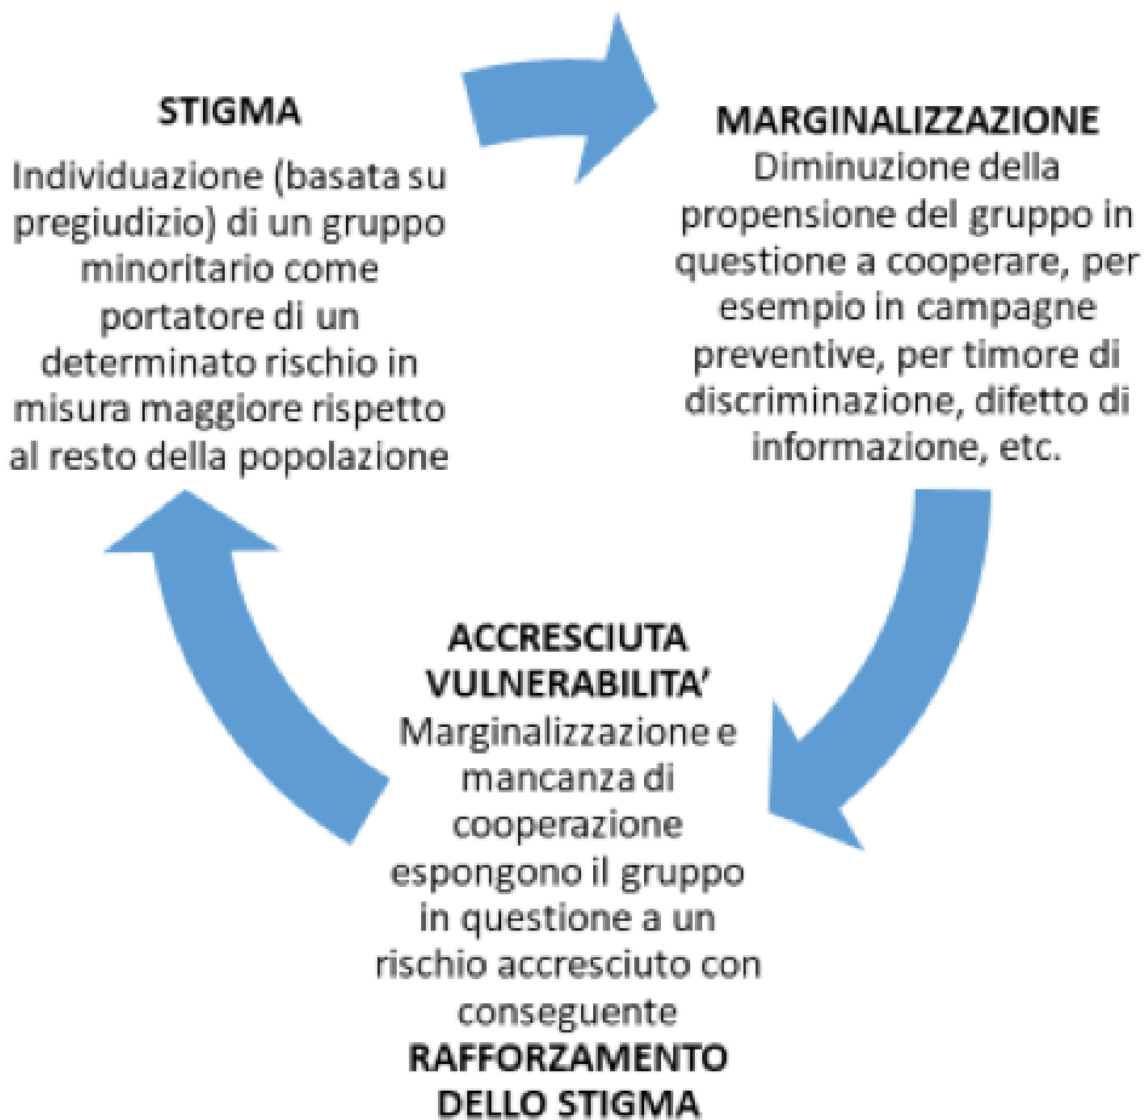 STIGMA
Individuazione (basata su
pregiudizio) di un gruppo
minoritario come
portatore di un
determinato rischio in
misura maggiore rispetto
al resto della popolazione
MARGINALIZZAZIONE
Diminuzione della
propensione del gruppo in
questione a cooperare, per
esempio in campagne
preventive, per timore di
discriminazione, difetto di
informazione, etc.
ACCRESCIUTA
VULNERABILITA’
Marginalizzazione e
mancanza di
cooperazione
espongono il gruppo
in questione a un
rischio accresciuto con
conseguente
RAFFORZAMENTO
DELLO STIGMA